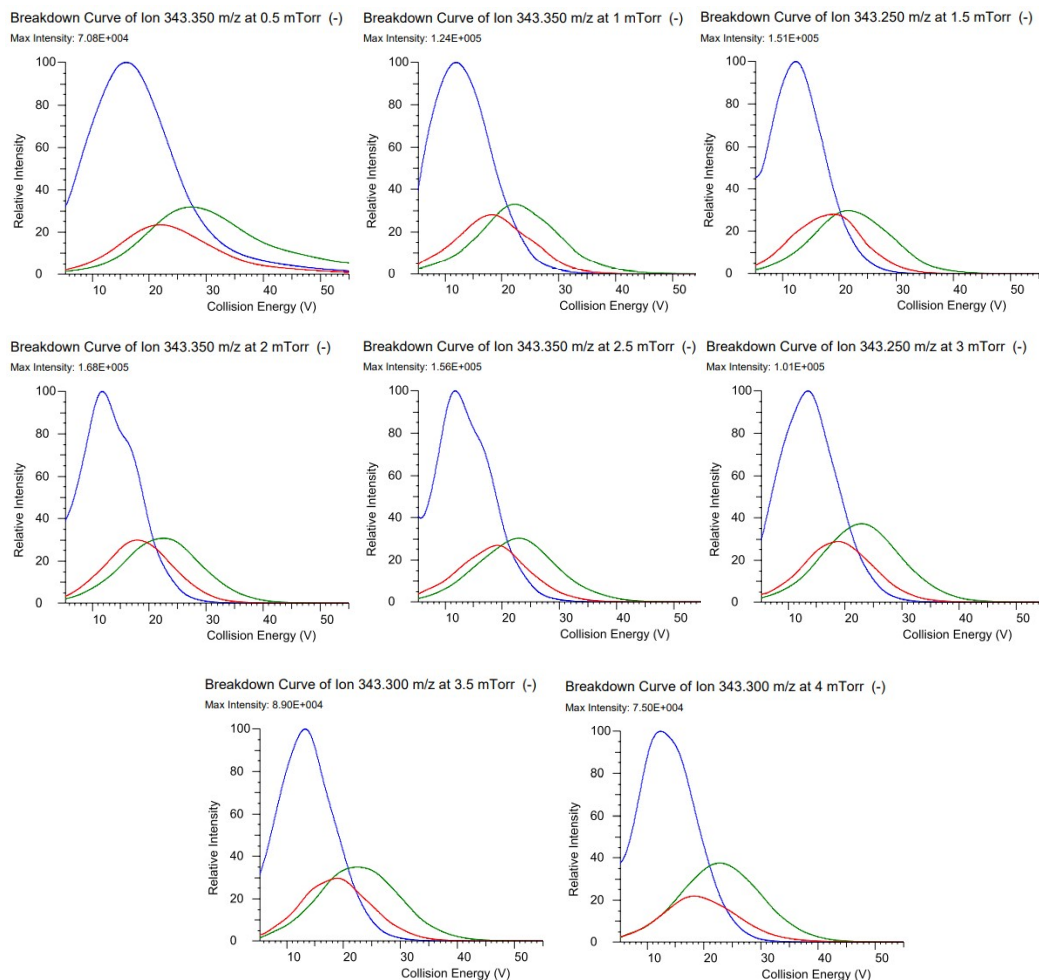 Breakdown Curve of Ion 343.350 m/z at 0.5 mTorr (-)
Max Intensity: 7.08E+004
100
80
60
40
20
0
Relative Intensity
10 20 30 40 50
Collision Energy (V)
Breakdown Curve of Ion 343.350 m/z at 1 mTorr (-)
Max Intensity: 1.24E+005
100
80
60
40
20
0
Relative Intensity
10 20 30 40 50
Collision Energy (V)
Breakdown Curve of Ion 343.250 m/z at 1.5 mTorr (-)
Max Intensity: 1.51E+005
100
80
60
40
20
0
Relative Intensity
10 20 30 40 50
Collision Energy (V)
Breakdown Curve of Ion 343.350 m/z at 2 mTorr (-)
Max Intensity: 1.68E+005
100
80
60
40
20
0
Relative Intensity
10 20 30 40 50
Collision Energy (V)
Breakdown Curve of Ion 343.350 m/z at 2.5 mTorr (-)
Max Intensity: 1.56E+005
100
80
60
40
20
0
Relative Intensity
10 20 30 40 50
Collision Energy (V)
Breakdown Curve of Ion 343.250 m/z at 3 mTorr (-)
Max Intensity: 1.01E+005
100
80
60
40
20
0
Relative Intensity
10 20 30 40 50
Collision Energy (V)
Breakdown Curve of Ion 343.300 m/z at 3.5 mTorr (-)
Max Intensity: 8.90E+004
100
80
60
40
20
0
Relative Intensity
10 20 30 40 50
Collision Energy (V)
Breakdown Curve of Ion 343.300 m/z at 4 mTorr (-)
Max Intensity: 7.50E+004
100
80
60
40
20
0
Relative Intensity
10 20 30 40 50
Collision Energy (V)